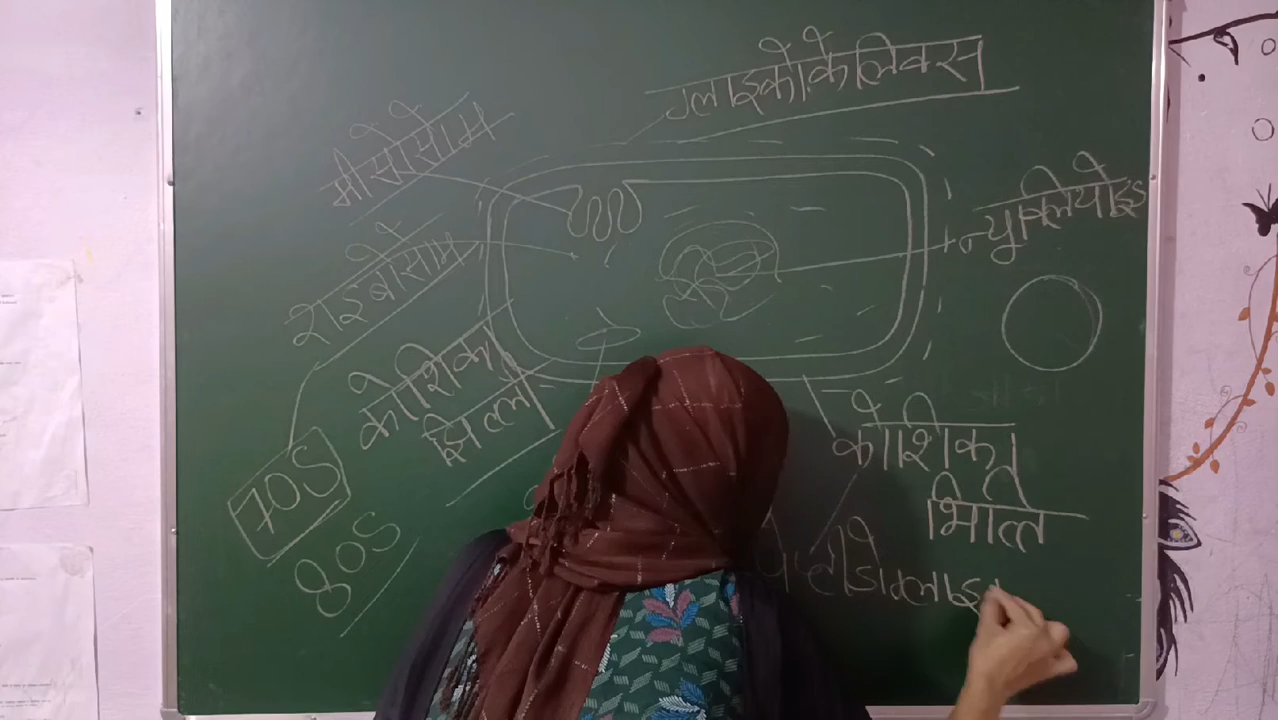 ग्लाइकोकेलिक्स
मीसोसोम
न्यूक्लियोइड
राइबोसोम
कोशिका
झिल्ली
कोशिका
भित्ति
70S
80S
पेप्टीडोग्लाइ